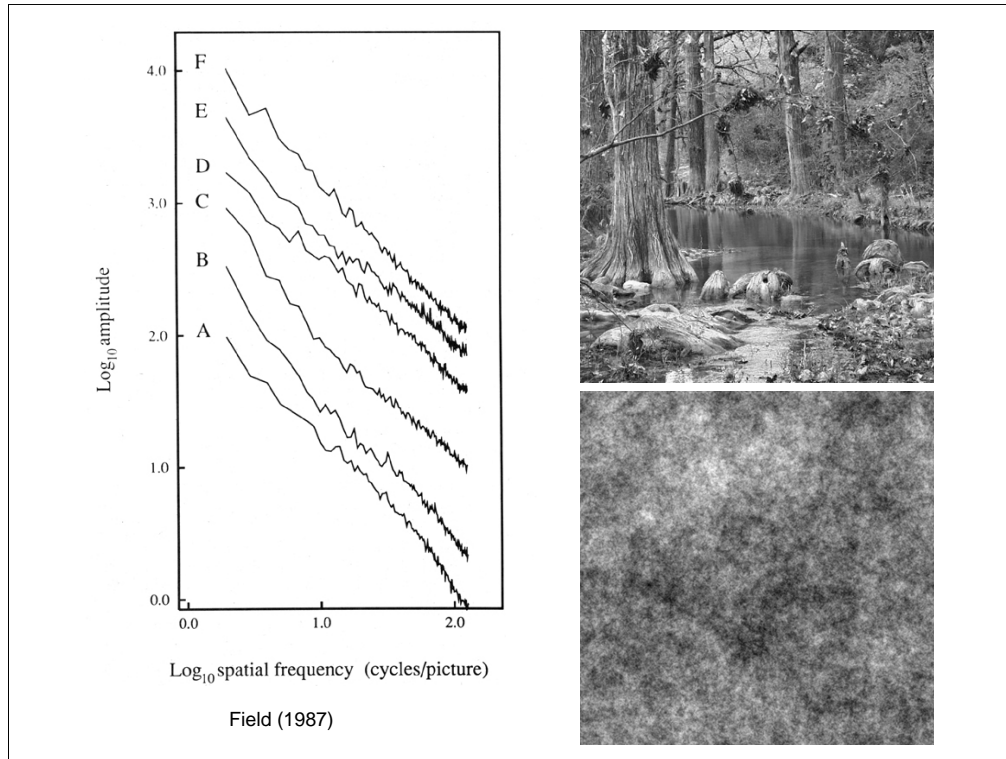 F
4.0
E
D
3.0
C
B
2.0
A
1.0
0.0
0.0 1.0 2.0
Log10 amplitude
Log10 spatial frequency (cycles/picture)
Field (1987)